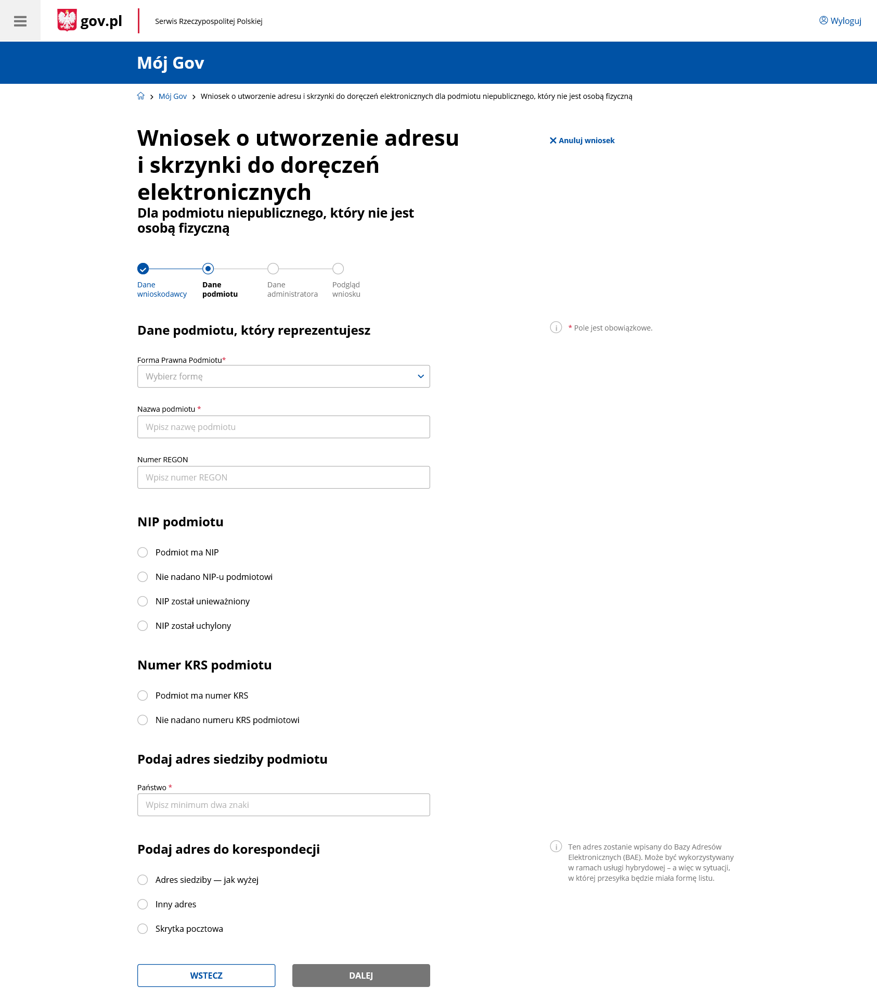 gov.pl
Serwis Rzeczypospolitej Polskiej
Wyloguj
Mój Gov
Mój Gov
Wniosek o utworzenie adresu i skrzynki do doręczeń elektronicznych dla podmiotu niepublicznego, który nie jest osobą fizyczną
Wniosek o utworzenie adresu
i skrzynki do doręczeń
elektronicznych
Dla podmiotu niepublicznego, który nie jest
osobą fizyczną
Anuluj wniosek
Dane
wnioskodawcy
Dane
podmiotu
Dane
administratora
Podgląd
wniosku
Dane podmiotu, który reprezentujesz
* Pole jest obowiązkowe.
Forma Prawna Podmiotu*
Wybierz formę
Nazwa podmiotu *
Wpisz nazwę podmiotu
Numer REGON
Wpisz numer REGON
NIP podmiotu
Podmiot ma NIP
Nie nadano NIP-u podmiotowi
NIP został unieważniony
NIP został uchylony
Numer KRS podmiotu
Podmiot ma numer KRS
Nie nadano numeru KRS podmiotowi
Podaj adres siedziby podmiotu
Państwo *
Wpisz minimum dwa znaki
Podaj adres do korespondecji
Ten adres zostanie wpisany do Bazy Adresów
Elektronicznych (BAE). Może być wykorzystywany
w ramach usługi hybrydowej – a więc w sytuacji,
w której przesyłka będzie miała formę listu.
Adres siedziby — jak wyżej
Inny adres
Skrytka pocztowa
WSTECZ
DALEJ